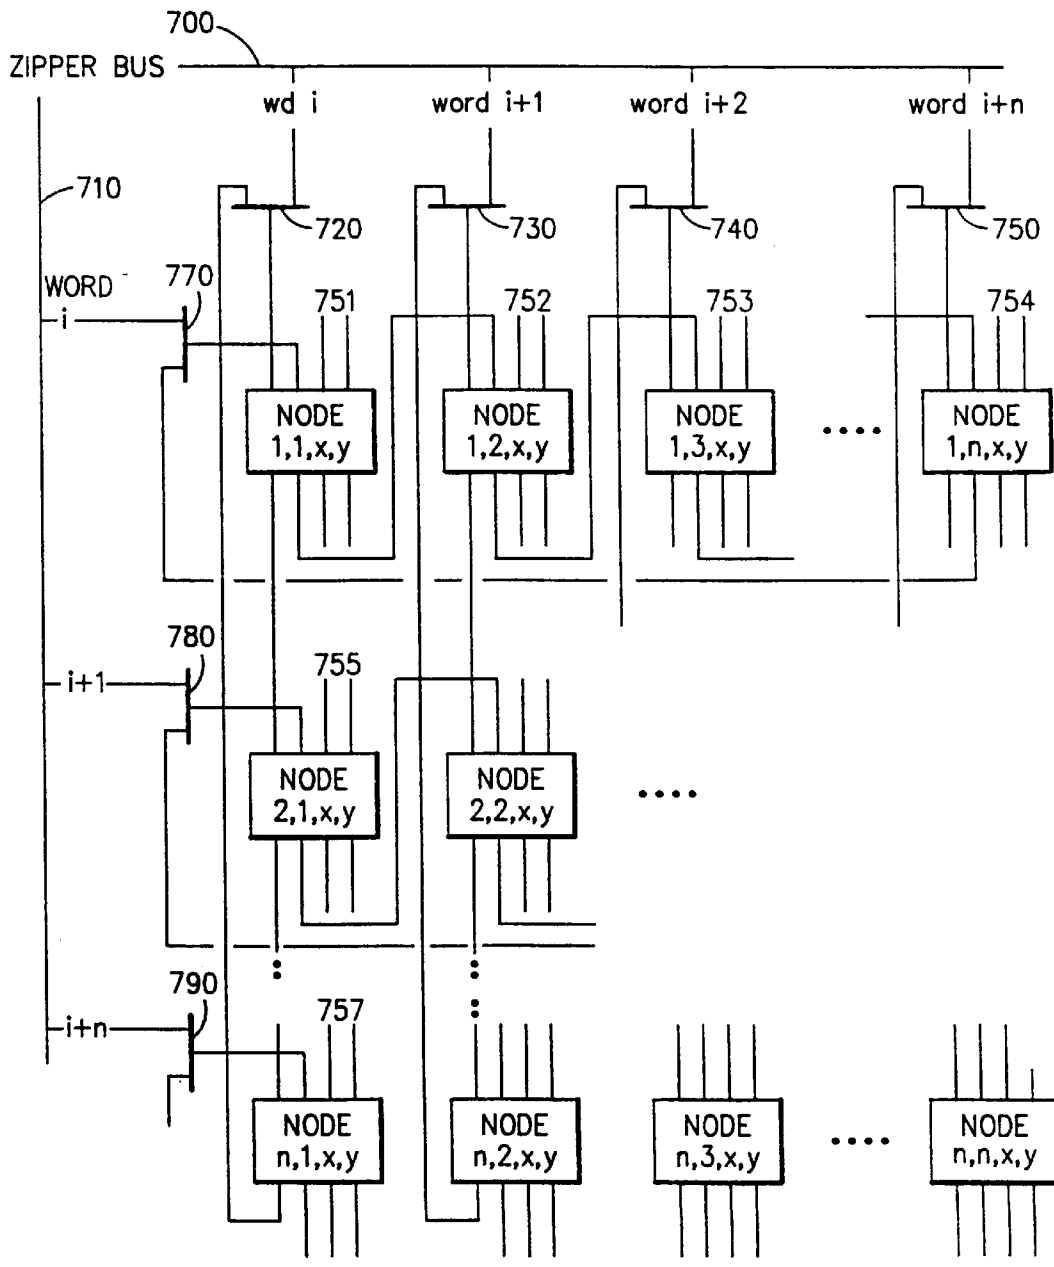 700
ZIPPER BUS
wd i
word i+1
word i+2
word i+n
710
720
730
740
750
WORD
770
i
751
752
753
754
NODE
1,1,x,y
NODE
1,2,x,y
NODE
1,3,x,y
....
NODE
1,n,x,y
780
i+1
755
NODE
2,1,x,y
NODE
2,2,x,y
....
790
i+n
757
NODE
n,1,x,y
NODE
n,2,x,y
NODE
n,3,x,y
....
NODE
n,n,x,y